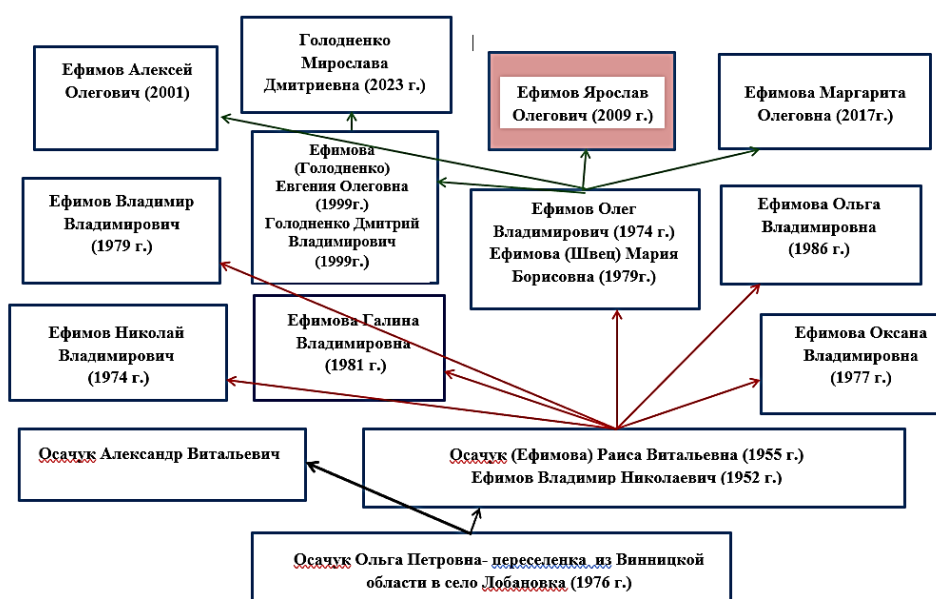 Голодненко
Мирослава
Дмитриевна (2023 г.)
Ефимов Алексей
Олегович (2001)
Ефимов Ярослав
Олегович (2009 г.)
Ефимова Маргарита
Олеговна (2017г.)
Ефимова
(Голодненко)
Евгения Олеговна
(1999г.)
Голодненко Дмитрий
Владимирович
(1999г.)
Ефимов Владимир
Владимирович
(1979 г.)
Ефимов Олег
Владимирович (1974 г.)
Ефимова (Швец) Мария
Борисовна (1979г.)
Ефимова Ольга
Владимировна
(1986 г.)
Ефимов Николай
Владимирович
(1974 г.)
Ефимова Галина
Владимировна
(1981 г.)
Ефимова Оксана
Владимировна
(1977 г.)
Осачук Александр Витальевич
Осачук (Ефимова) Раиса Витальевна (1955 г.)
Ефимов Владимир Николаевич (1952 г.)
Осачук Ольга Петровна- переселенка из Винницкой
области в село Лобановка (1976 г.)